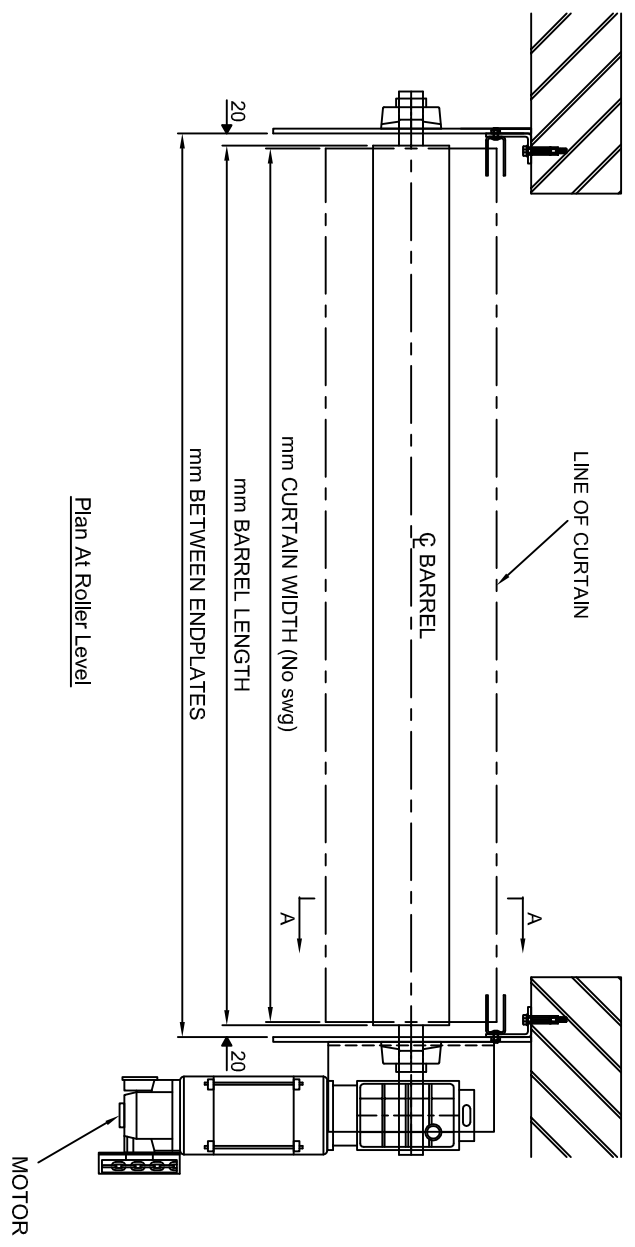 LINE OF CURTAIN
℄ BARREL
A
A
20
20
mm CURTAIN WIDTH (No swg)
mm BARREL LENGTH
mm BETWEEN ENDPLATES
MOTOR
Plan At Roller Level